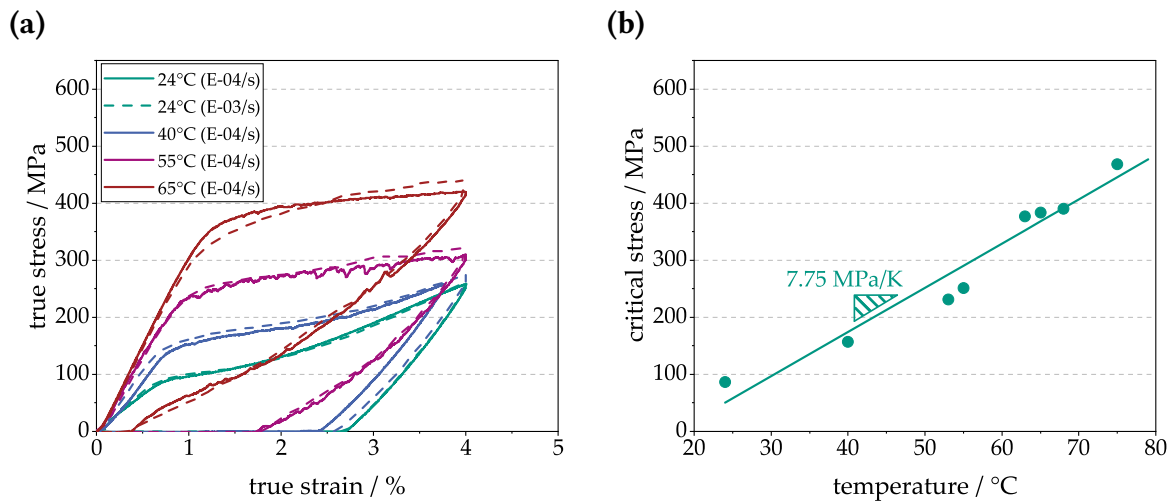 (a)
true stress / MPa
600
500
400
300
200
100
0
24°C (E-04/s)
24°C (E-03/s)
40°C (E-04/s)
55°C (E-04/s)
65°C (E-04/s)
0 1 2 3 4 5
true strain / %
(b)
critical stress / MPa
600
500
400
300
200
100
0
7.75 MPa/K
20 30 40 50 60 70 80
temperature / °C